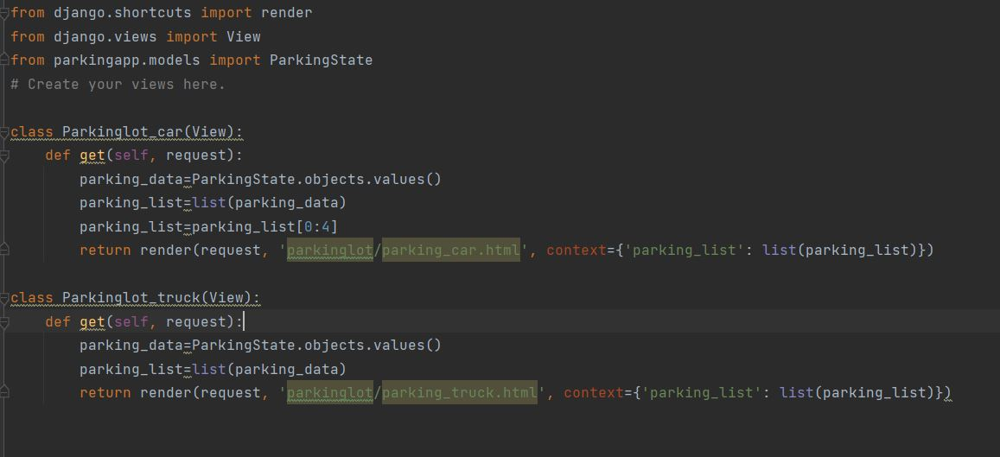 from django.shortcuts import render
from django.views import View
from parkingapp.models import ParkingState
# Create your views here.
class Parkinglot_car(View):
    def get(self, request):
        parking_data=ParkingState.objects.values()
        parking_list=list(parking_data)
        parking_list=parking_list[0:4]
        return render(request, 'parkinglot/parking_car.html', context={'parking_list': list(parking_list)})
class Parkinglot_truck(View):
    def get(self, request):
        parking_data=ParkingState.objects.values()
        parking_list=list(parking_data)
        return render(request, 'parkinglot/parking_truck.html', context={'parking_list': list(parking_list)})